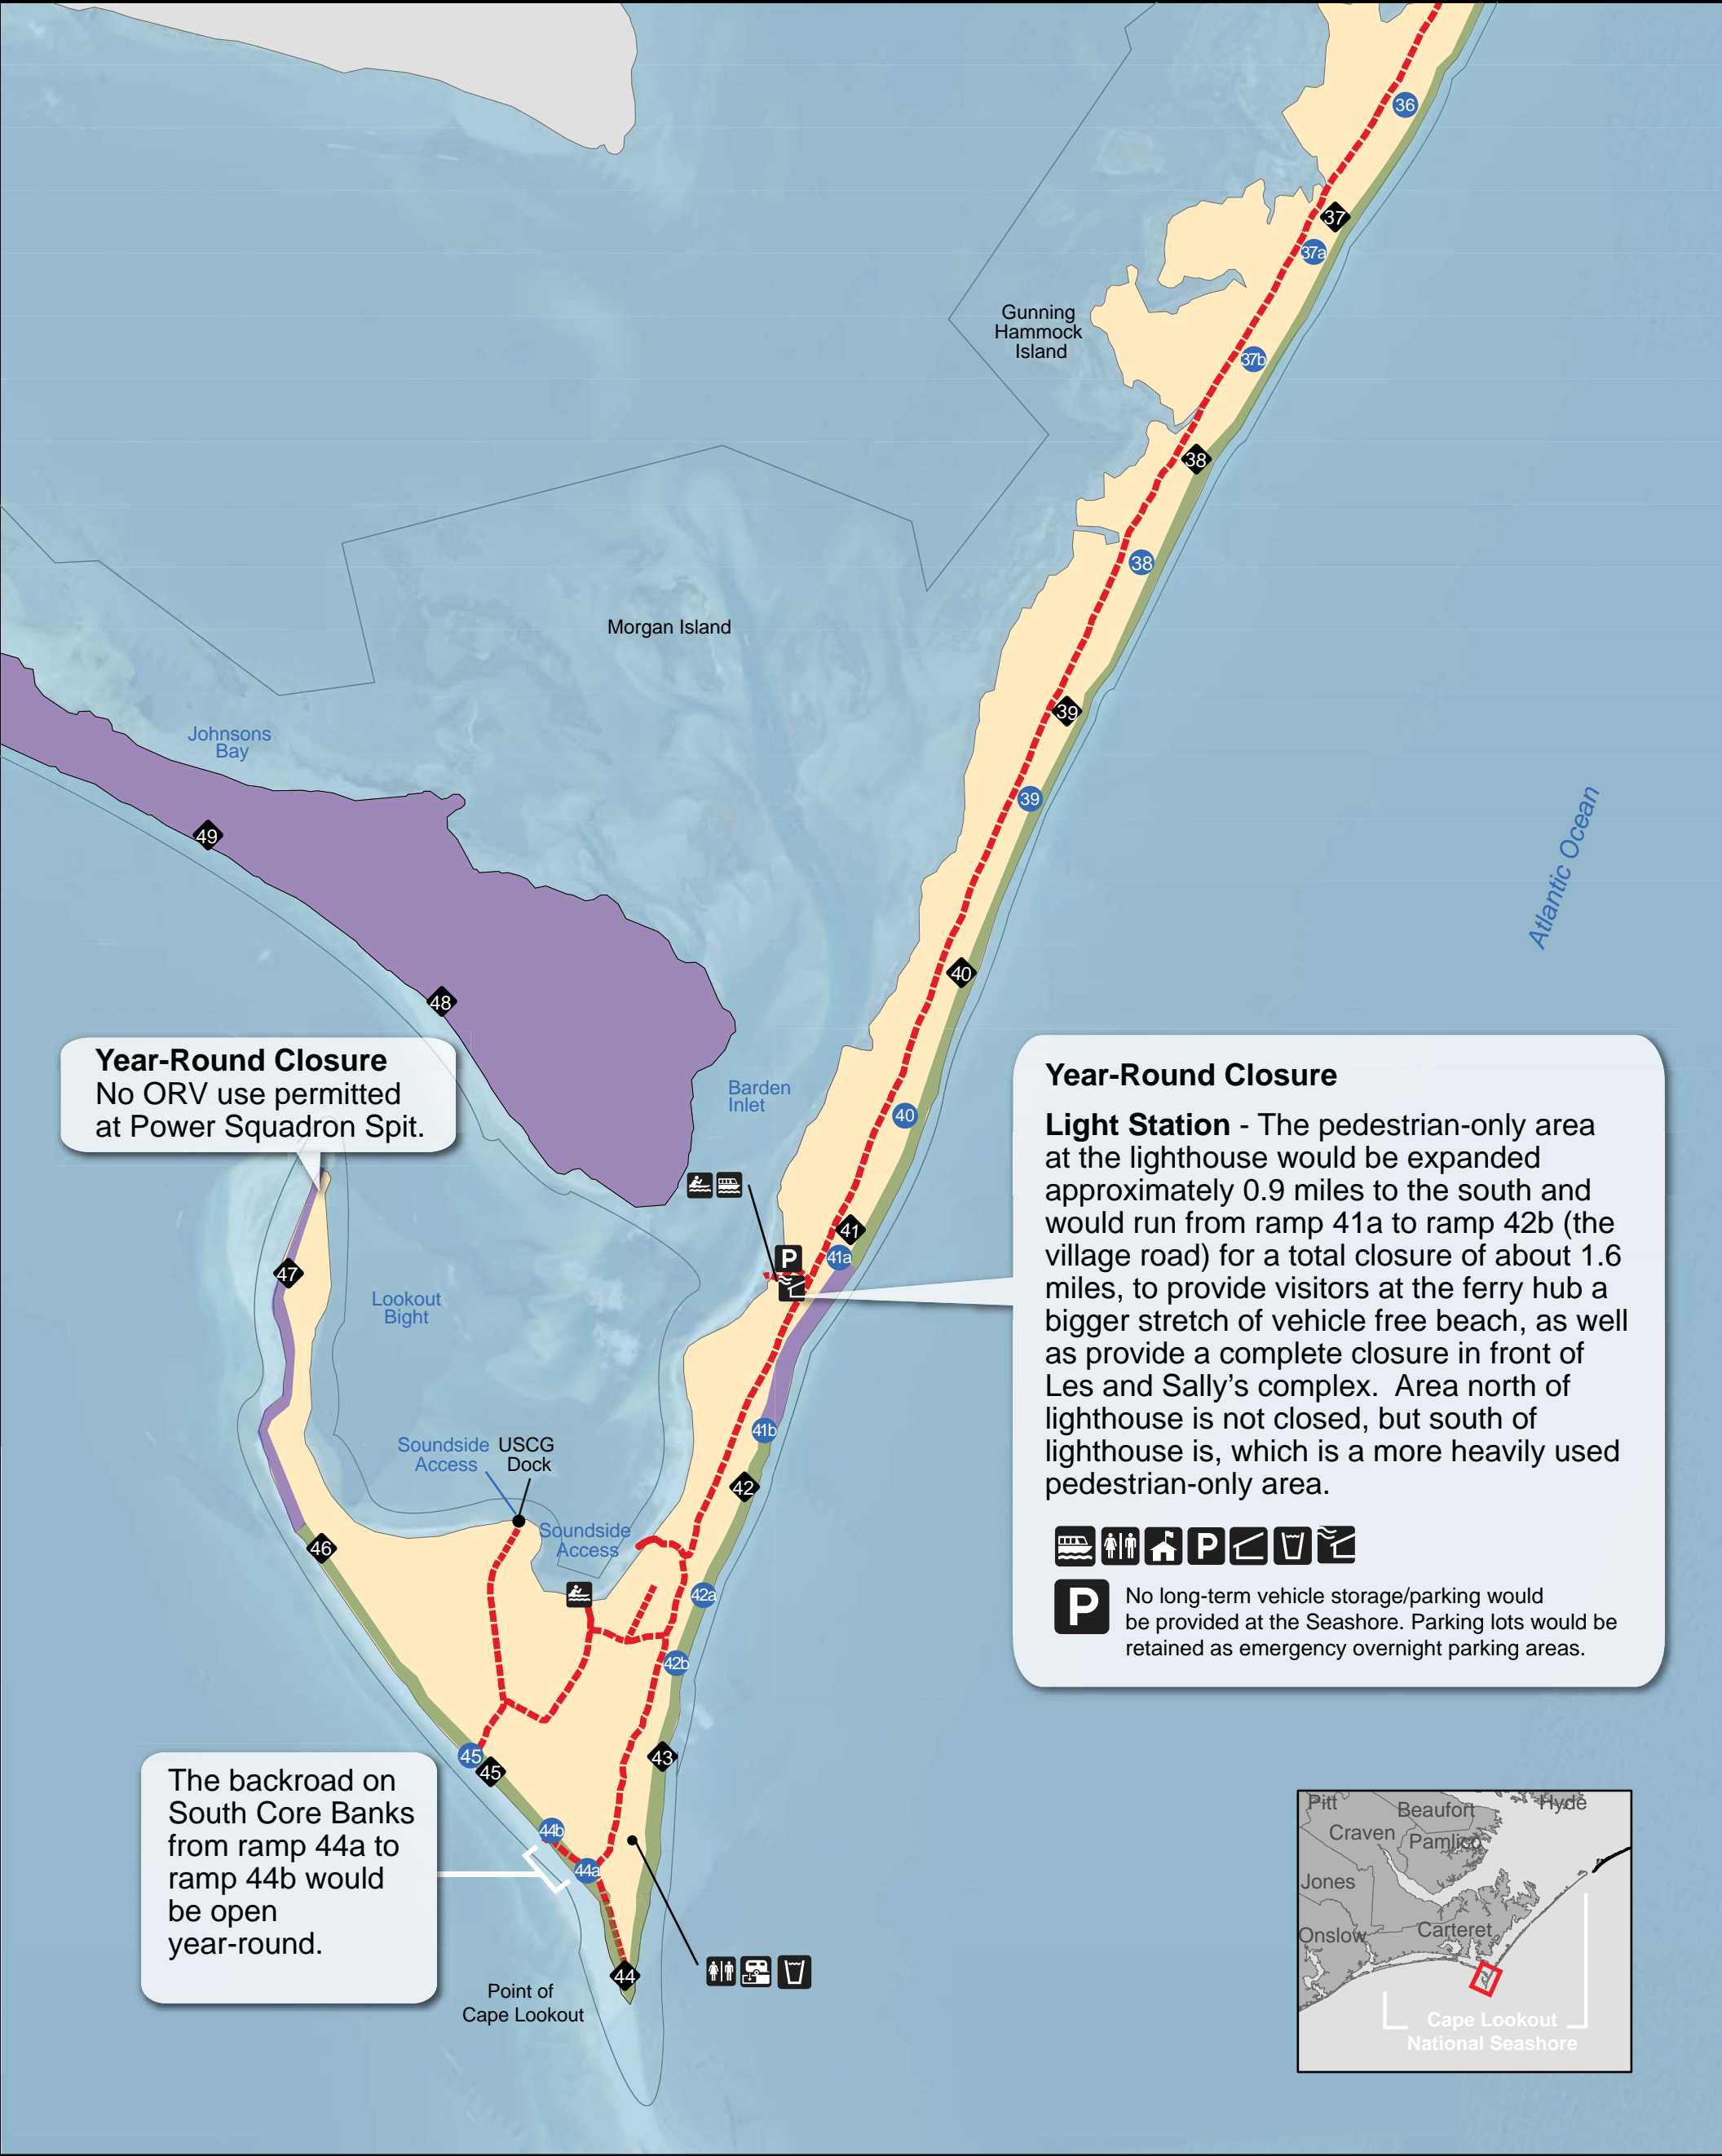 36
37
37a
Gunning
Hammock
Island
37b
38
38
Morgan Island
39
Johnsons
Bay
39
Atlantic Ocean
49
40
48
Year-Round Closure
No ORV use permitted
at Power Squadron Spit.
Barden
Inlet
40
41
P
41a
47
Lookout
Bight
Year-Round Closure
Light Station - The pedestrian-only area
at the lighthouse would be expanded
approximately 0.9 miles to the south and
would run from ramp 41a to ramp 42b (the
village road) for a total closure of about 1.6
miles, to provide visitors at the ferry hub a
bigger stretch of vehicle free beach, as well
as provide a complete closure in front of
Les and Sally's complex. Area north of
lighthouse is not closed, but south of
lighthouse is, which is a more heavily used
pedestrian-only area.
P
P
No long-term vehicle storage/parking would
be provided at the Seashore. Parking lots would be
retained as emergency overnight parking areas.
41b
Soundside
Access
USCG
Dock
42
Soundside
Access
46
42a
42b
45
45
43
The backroad on
South Core Banks
from ramp 44a to
ramp 44b would
be open
year-round.
44b
44a
44
Point of
Cape Lookout
Pitt
Beaufort
Hyde
Craven
Pamlico
Jones
Onslow
Carteret
Cape Lookout
National Seashore